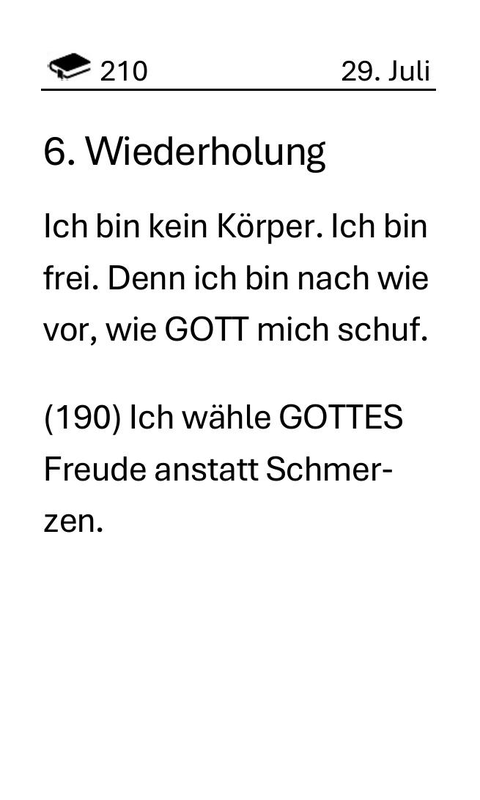 210 29. Juli
6. Wiederholung
Ich bin kein Körper. Ich bin
frei. Denn ich bin nach wie
vor, wie GOTT mich schuf.
(190) Ich wähle GOTTES
Freude anstatt Schmer-
zen.